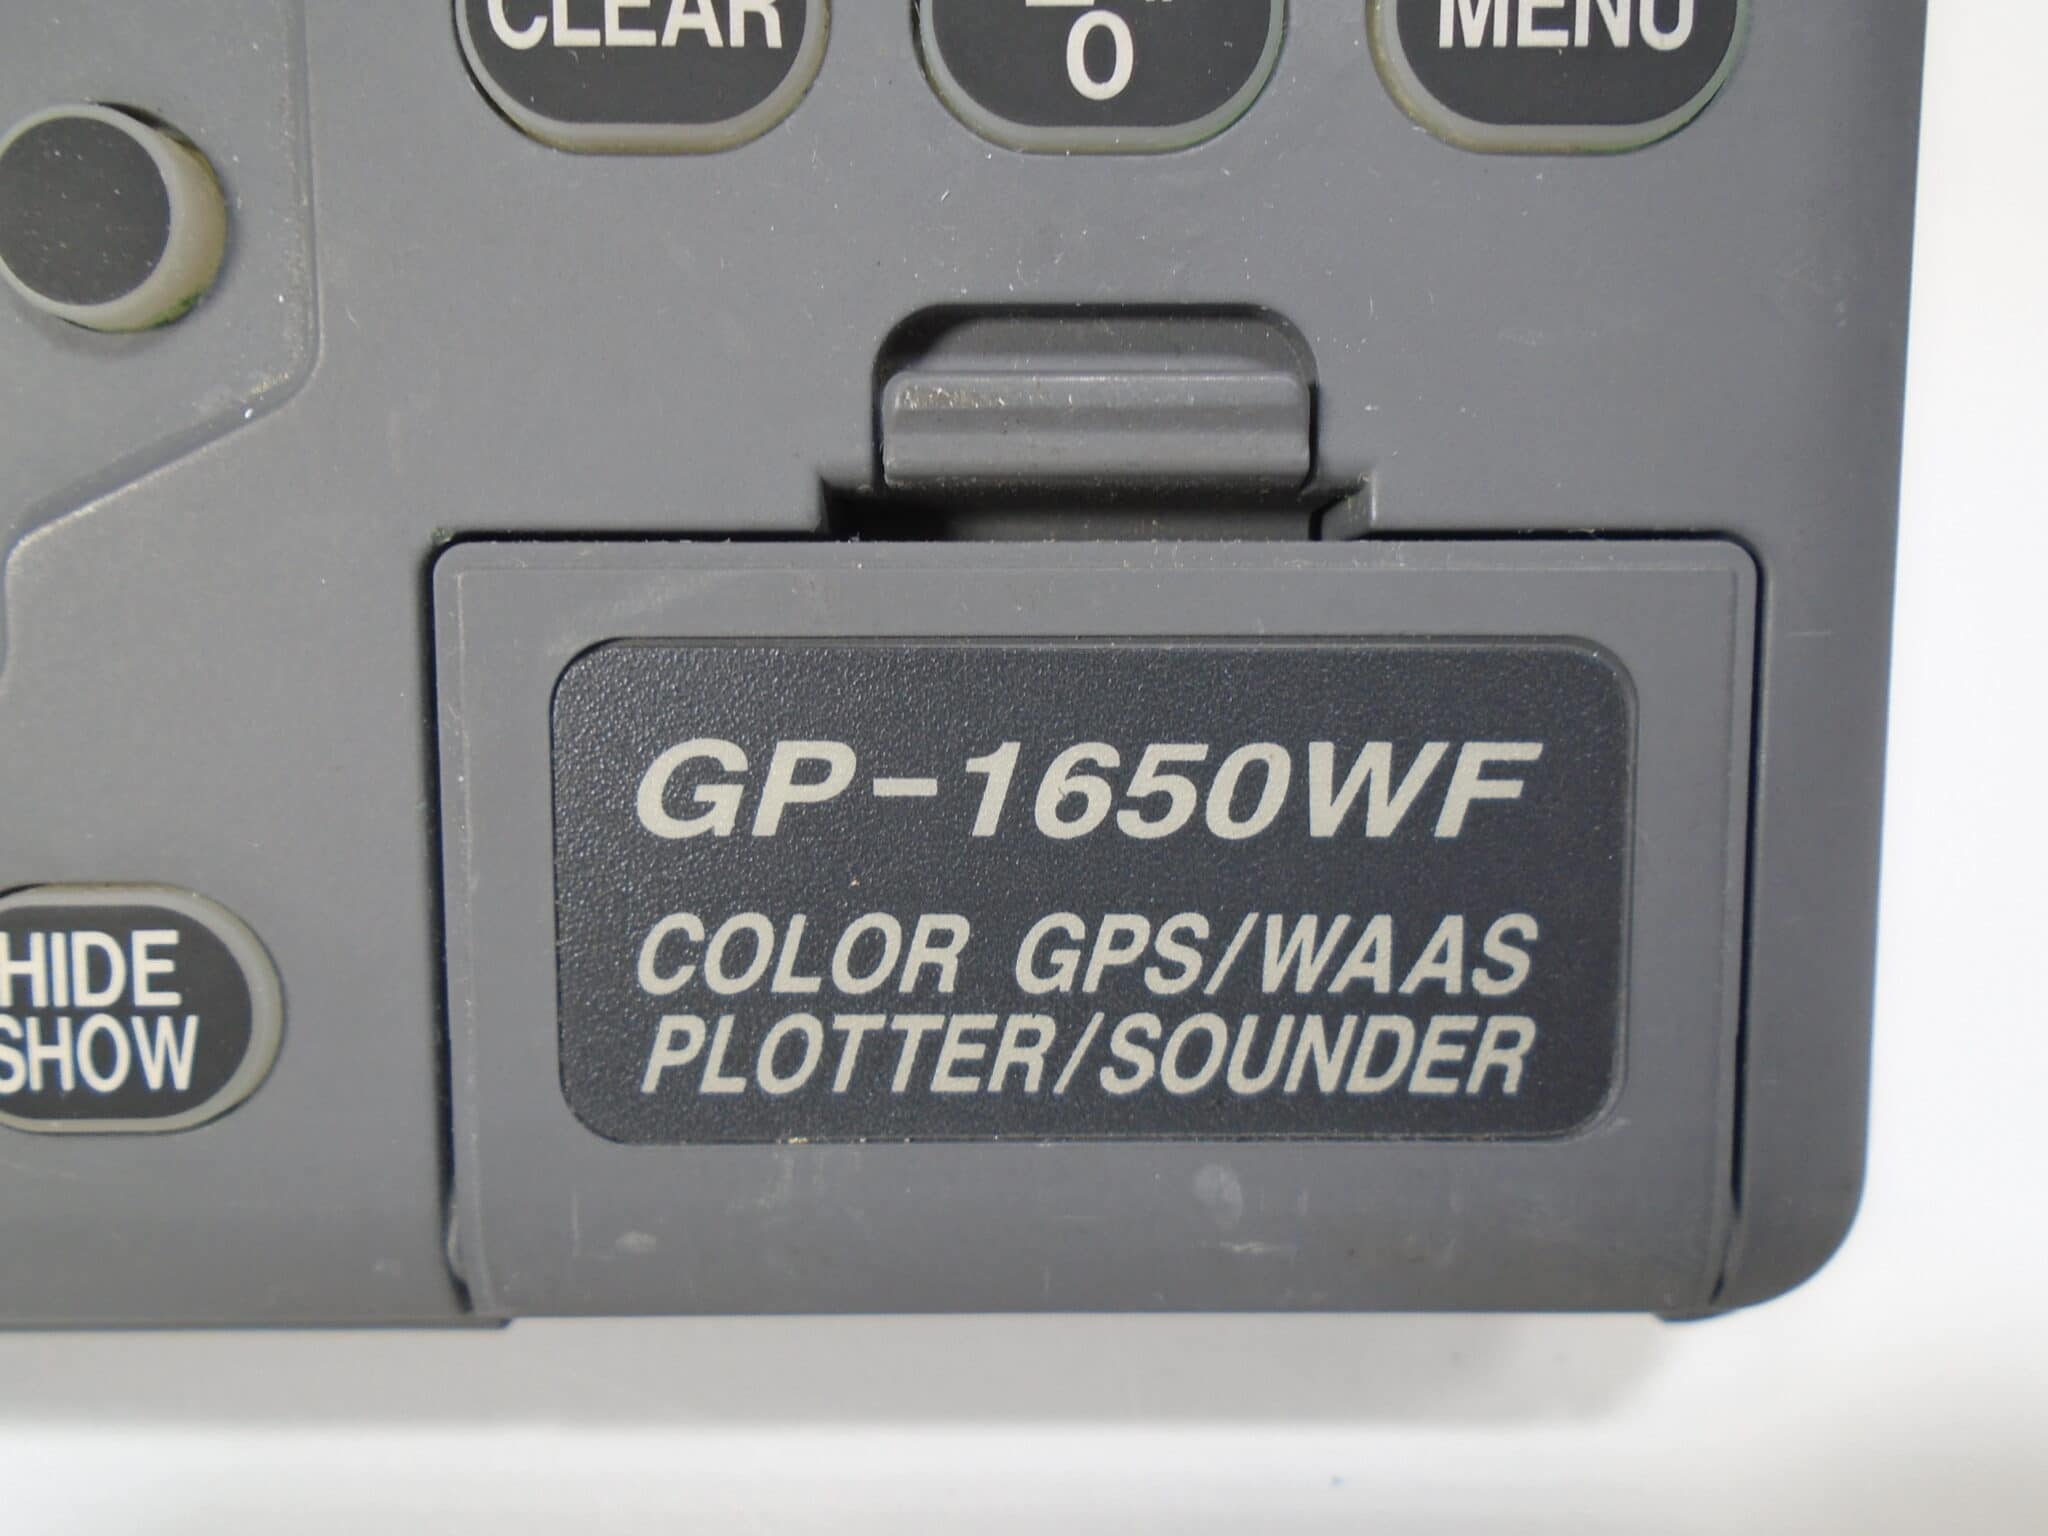 CLEAR
0
MENU
HIDE
SHOW
GP-1650WF
COLOR GPS/WAAS
PLOTTER/SOUNDER